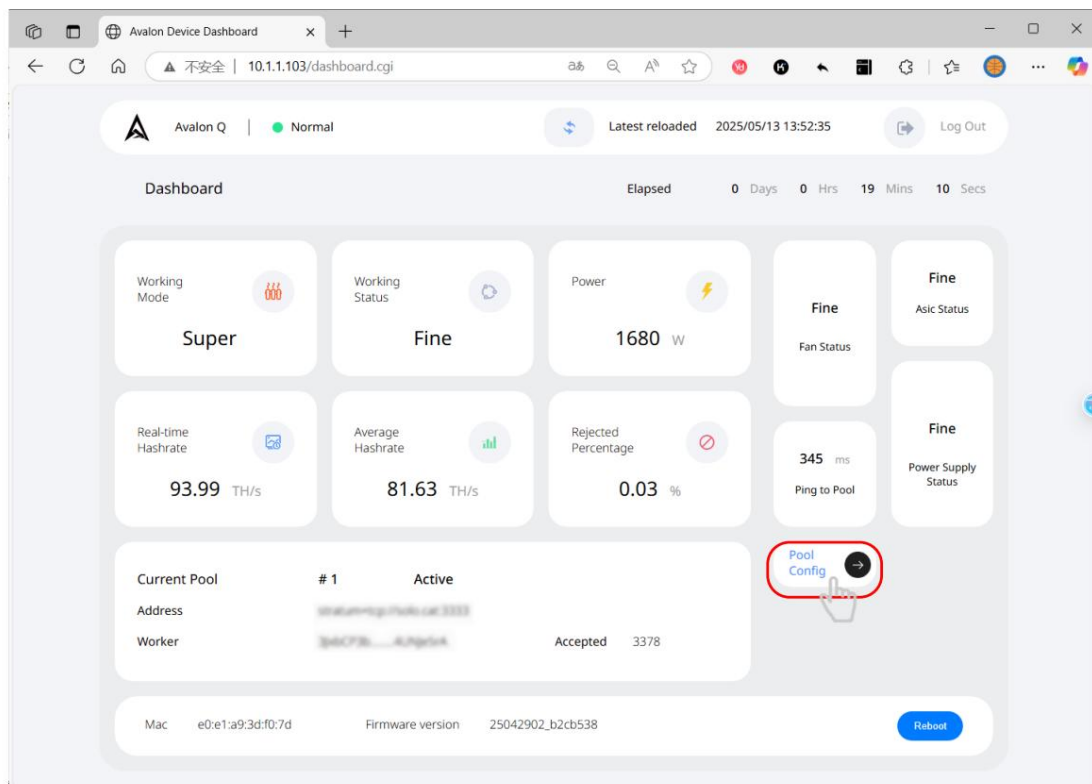 Avalon Device Dashboard
不安全 | 10.1.1.103/dashboard.cgi
Avalon Q | Normal
Latest reloaded 2025/05/13 13:52:35
Log Out
Dashboard
Elapsed 0 Days 0 Hrs 19 Mins 10 Secs
Working
Mode
Super
Working
Status
Fine
Power
1680 W
Fine
Fan Status
Fine
Asic Status
Real-time
Hashrate
93.99 TH/s
Average
Hashrate
81.63 TH/s
Rejected
Percentage
0.03 %
345 ms
Ping to Pool
Fine
Power Supply
Status
Pool
Config
Current Pool # 1 Active
Address
Worker Accepted 3378
Mac e0:e1:a9:3d:f0:7d Firmware version 25042902_b2cb538
Reboot